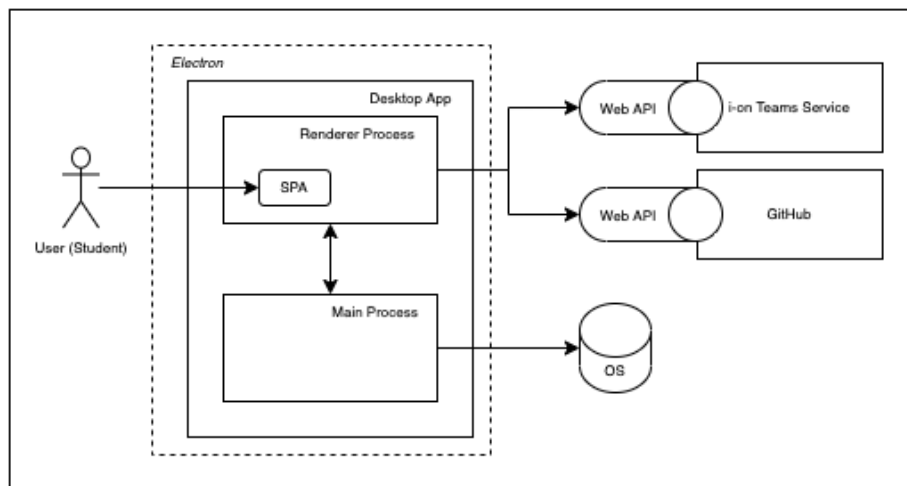 Electron
Desktop App
Renderer Process
SPA
User (Student)
Main Process
Web API
i-on Teams Service
Web API
GitHub
OS